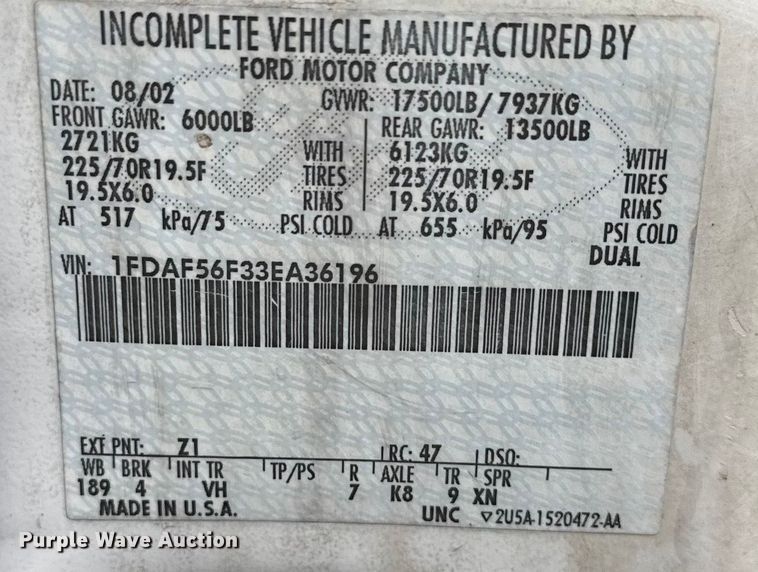 INCOMPLETE VEHICLE MANUFACTURED BY
FORD MOTOR COMPANY
DATE: 08/02 GVWR: 17500LB/ 7937KG
FRONT GAWR: 6000LB REAR GAWR: 13500LB
2721KG WITH 6123KG WITH
225/70R19.5F TIRES 225/70R19.5F TIRES
19.5X6.0 RIMS 19.5X6.0 RIMS
AT 517 kPa/75 PSI COLD AT 655 kPa/95 PSI COLD
DUAL
VIN: 1FDAF56F33EA36196
EXT PNT: Z1 RC: 47 DSO:
WB BRK INT TR TP/PS R AXLE TR SPR
189 4 VH 7 K8 9 XN
MADE IN U.S.A. UNC ▽2U5A-1520472-AA
Purple Wave Auction